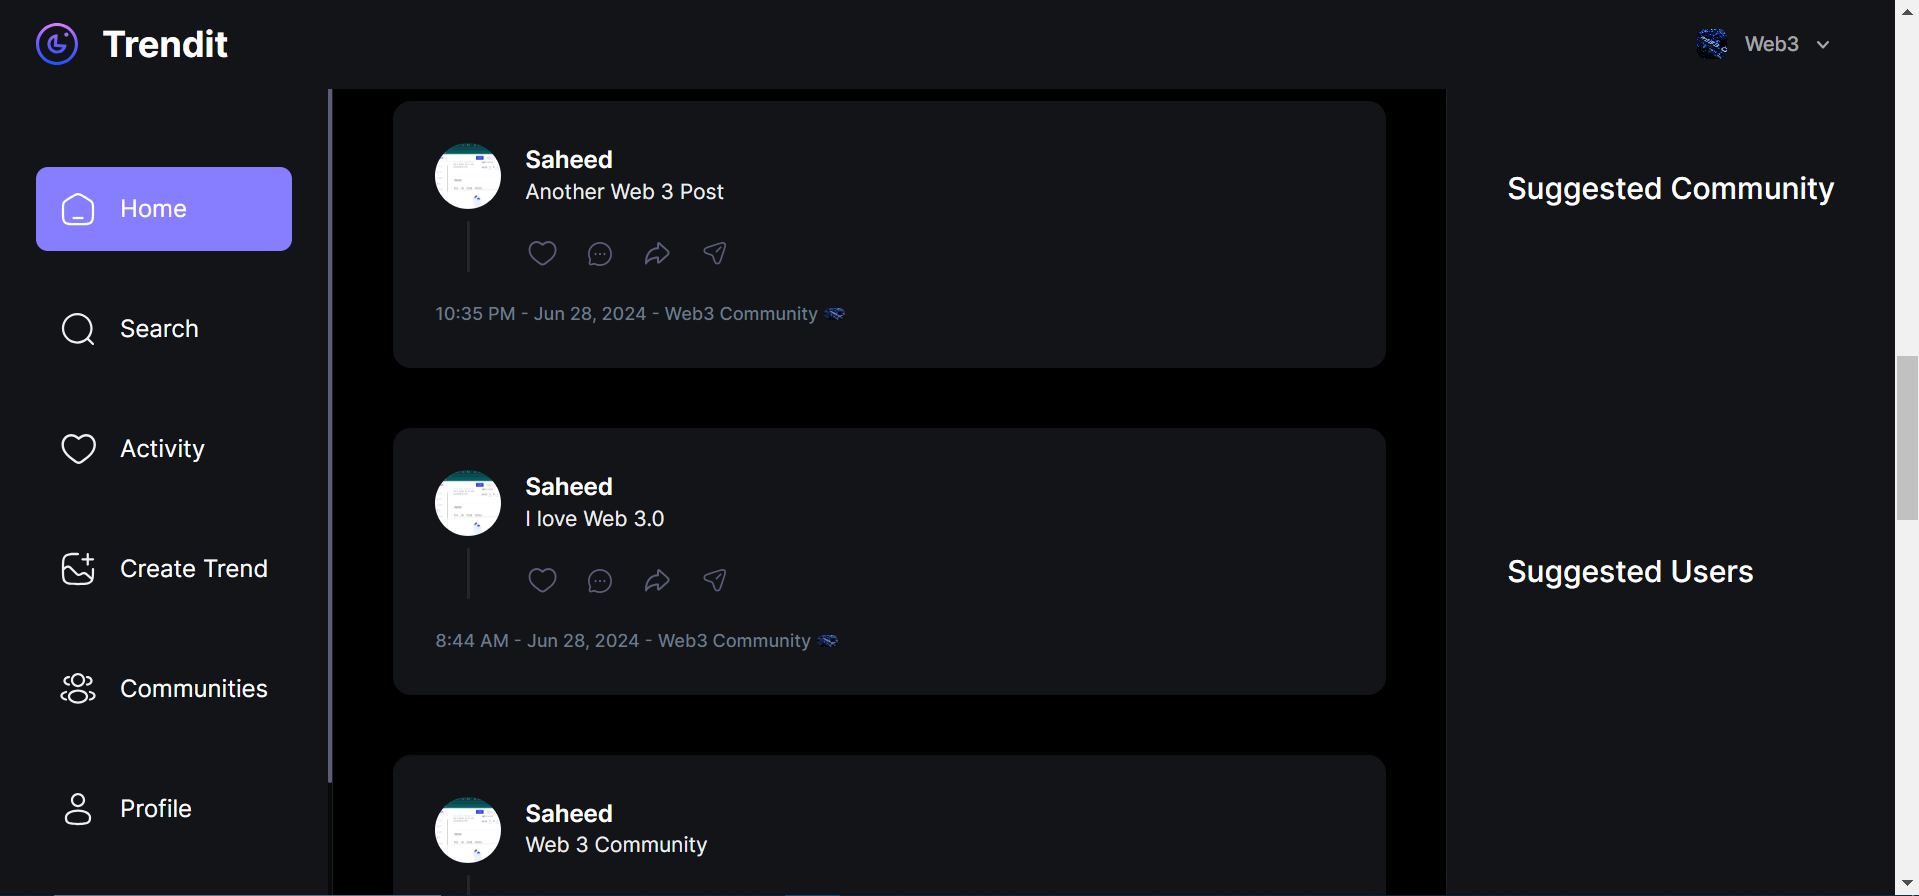 Trendit
Web3
Home
Search
Activity
Create Trend
Communities
Profile
Saheed
Another Web 3 Post
10:35 PM - Jun 28, 2024 - Web3 Community
Saheed
I love Web 3.0
8:44 AM - Jun 28, 2024 - Web3 Community
Saheed
Web 3 Community
Suggested Community
Suggested Users